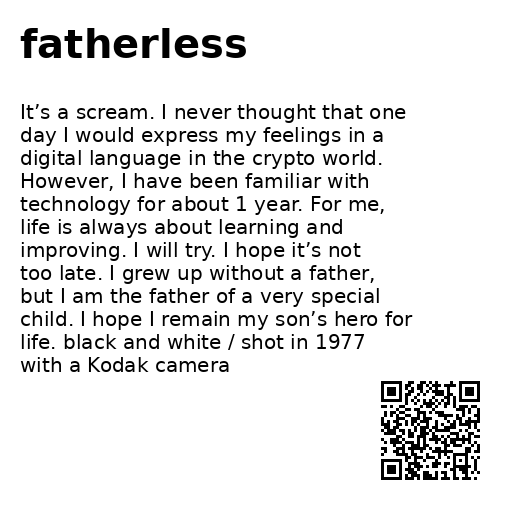 fatherless
It’s a scream. I never thought that one
day I would express my feelings in a
digital language in the crypto world.
However, I have been familiar with
technology for about 1 year. For me,
life is always about learning and
improving. I will try. I hope it’s not
too late. I grew up without a father,
but I am the father of a very special
child. I hope I remain my son’s hero for
life. black and white / shot in 1977
with a Kodak camera